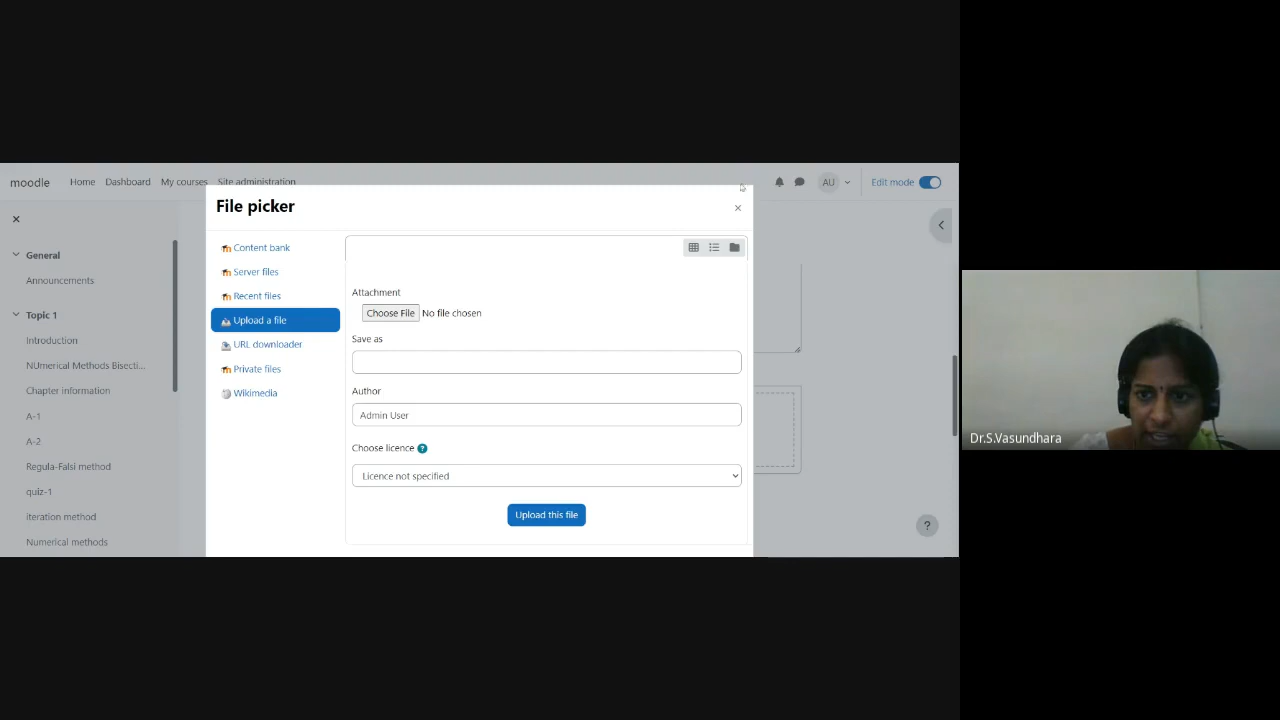 moodle
Home
Dashboard
My courses
Site administration
AU
Edit mode
General
Announcements
Topic 1
Introduction
NUmerical Methods Bisecti...
Chapter information
A-1
A-2
Regula-Falsi method
quiz-1
iteration method
Numerical methods
File picker
Content bank
Server files
Recent files
Upload a file
URL downloader
Private files
Wikimedia
Attachment
Choose File No file chosen
Save as
Author
Admin User
Choose licence ?
Licence not specified
Upload this file
?
Dr.S.Vasundhara